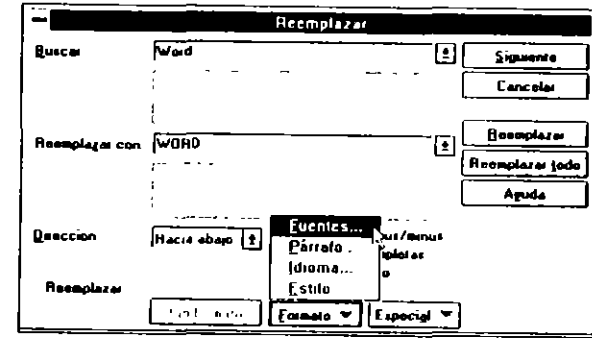 Reemplazar
Buscar Word Siguiente
Cancelar
Reemplazar con WORD Reemplazar
Reemplazar todo
Ayuda
Dirección Hacia abajo
Fuentes...
Párrafo...
Idioma...
Estilo
Reemplazar
Formato Especial